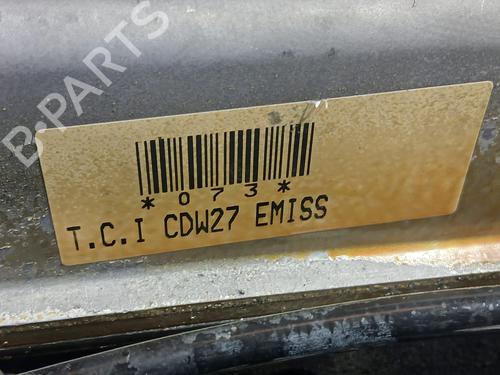 B-PARTS
*073*
T.C.I CDW27 EMISS